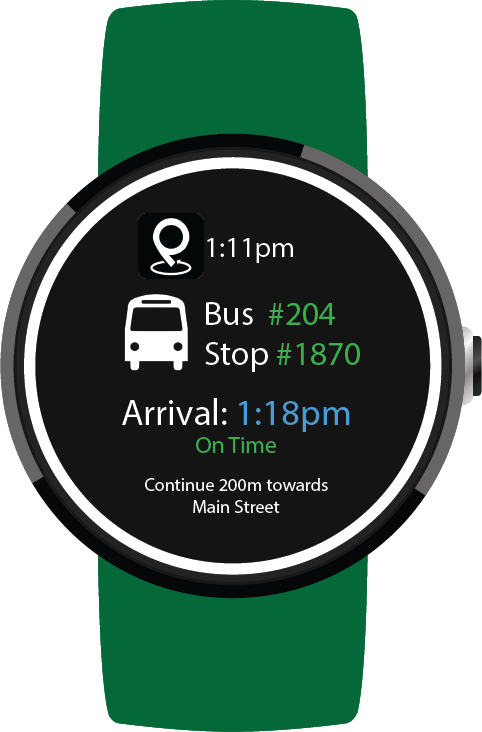 1:11pm
Bus #204
Stop #1870
Arrival: 1:18pm
On Time
Continue 200m towards
Main Street